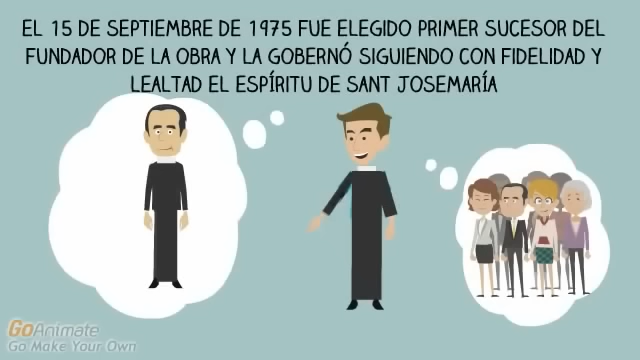 EL 15 DE SEPTIEMBRE DE 1975 FUE ELEGIDO PRIMER SUCESOR DEL
FUNDADOR DE LA OBRA Y LA GOBERNÓ SIGUIENDO CON FIDELIDAD Y
LEALTAD EL ESPÍRITU DE SANT JOSEMARÍA
GoAnimate
Go Make Your Own